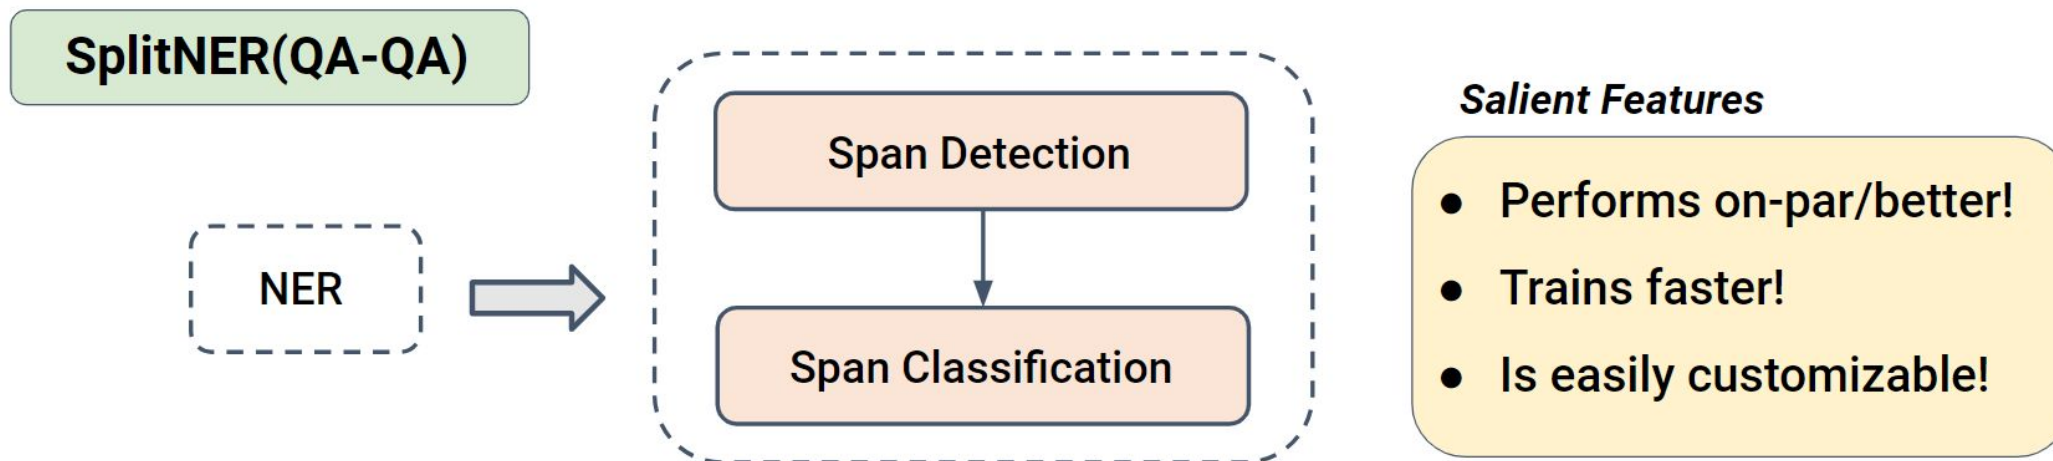 SplitNER(QA-QA)
NER
Span Detection
Span Classification
Salient Features
● Performs on-par/better!
● Trains faster!
● Is easily customizable!